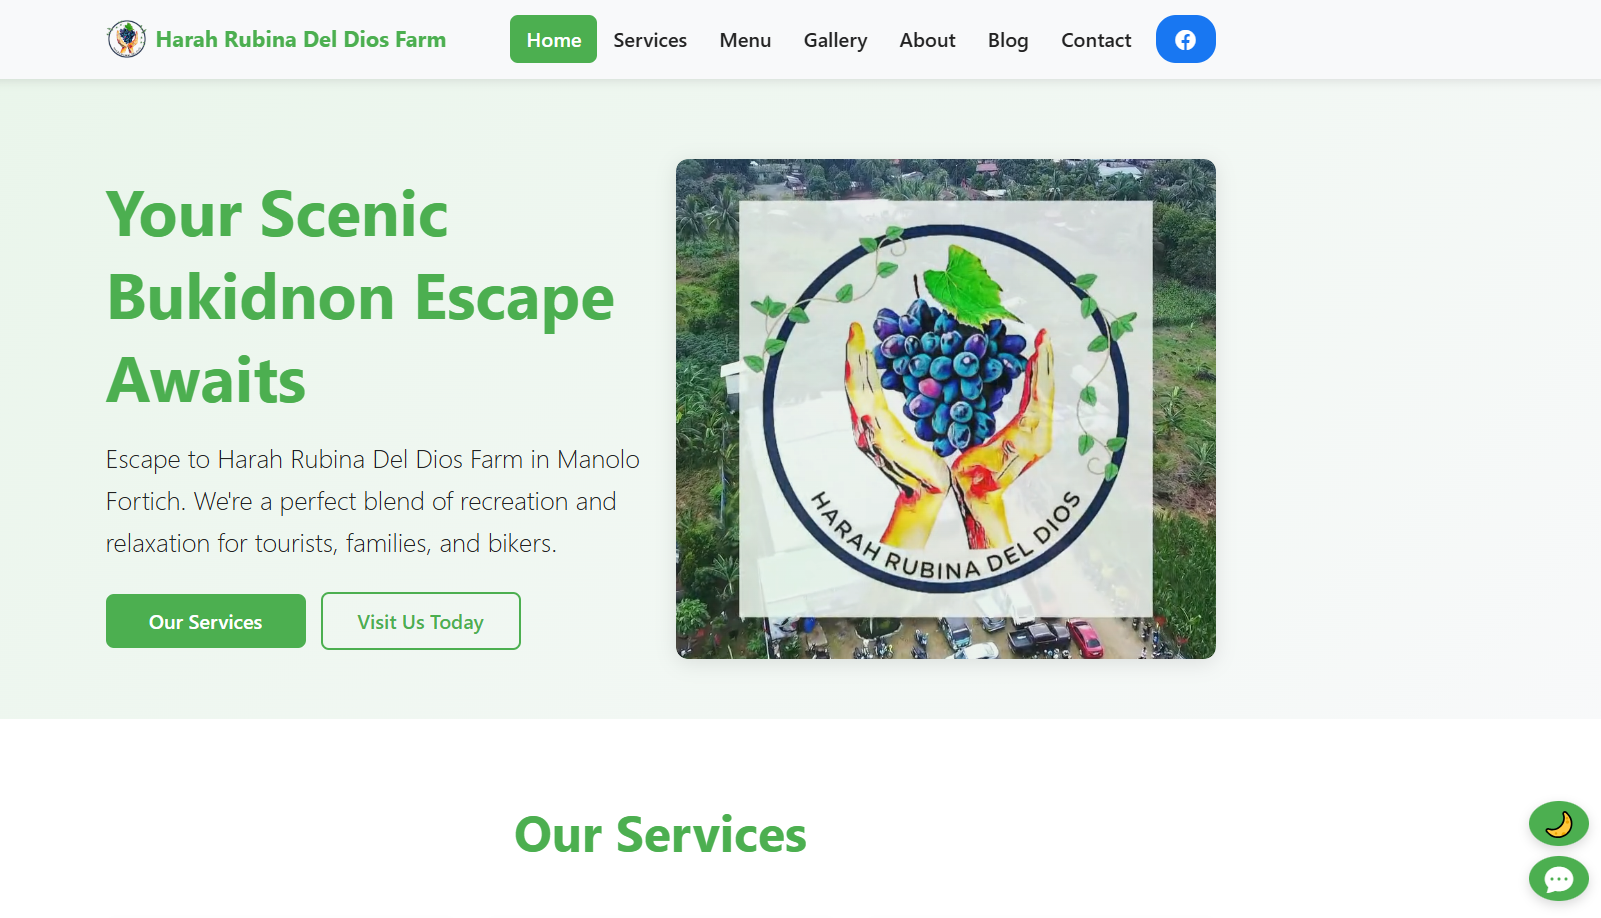 Harah Rubina Del Dios Farm
Home
Services
Menu
Gallery
About
Blog
Contact
Your Scenic
Bukidnon Escape
Awaits
Escape to Harah Rubina Del Dios Farm in Manolo
Fortich. We're a perfect blend of recreation and
relaxation for tourists, families, and bikers.
Our Services
Visit Us Today
HARAH RUBINA DEL DIOS
Our Services